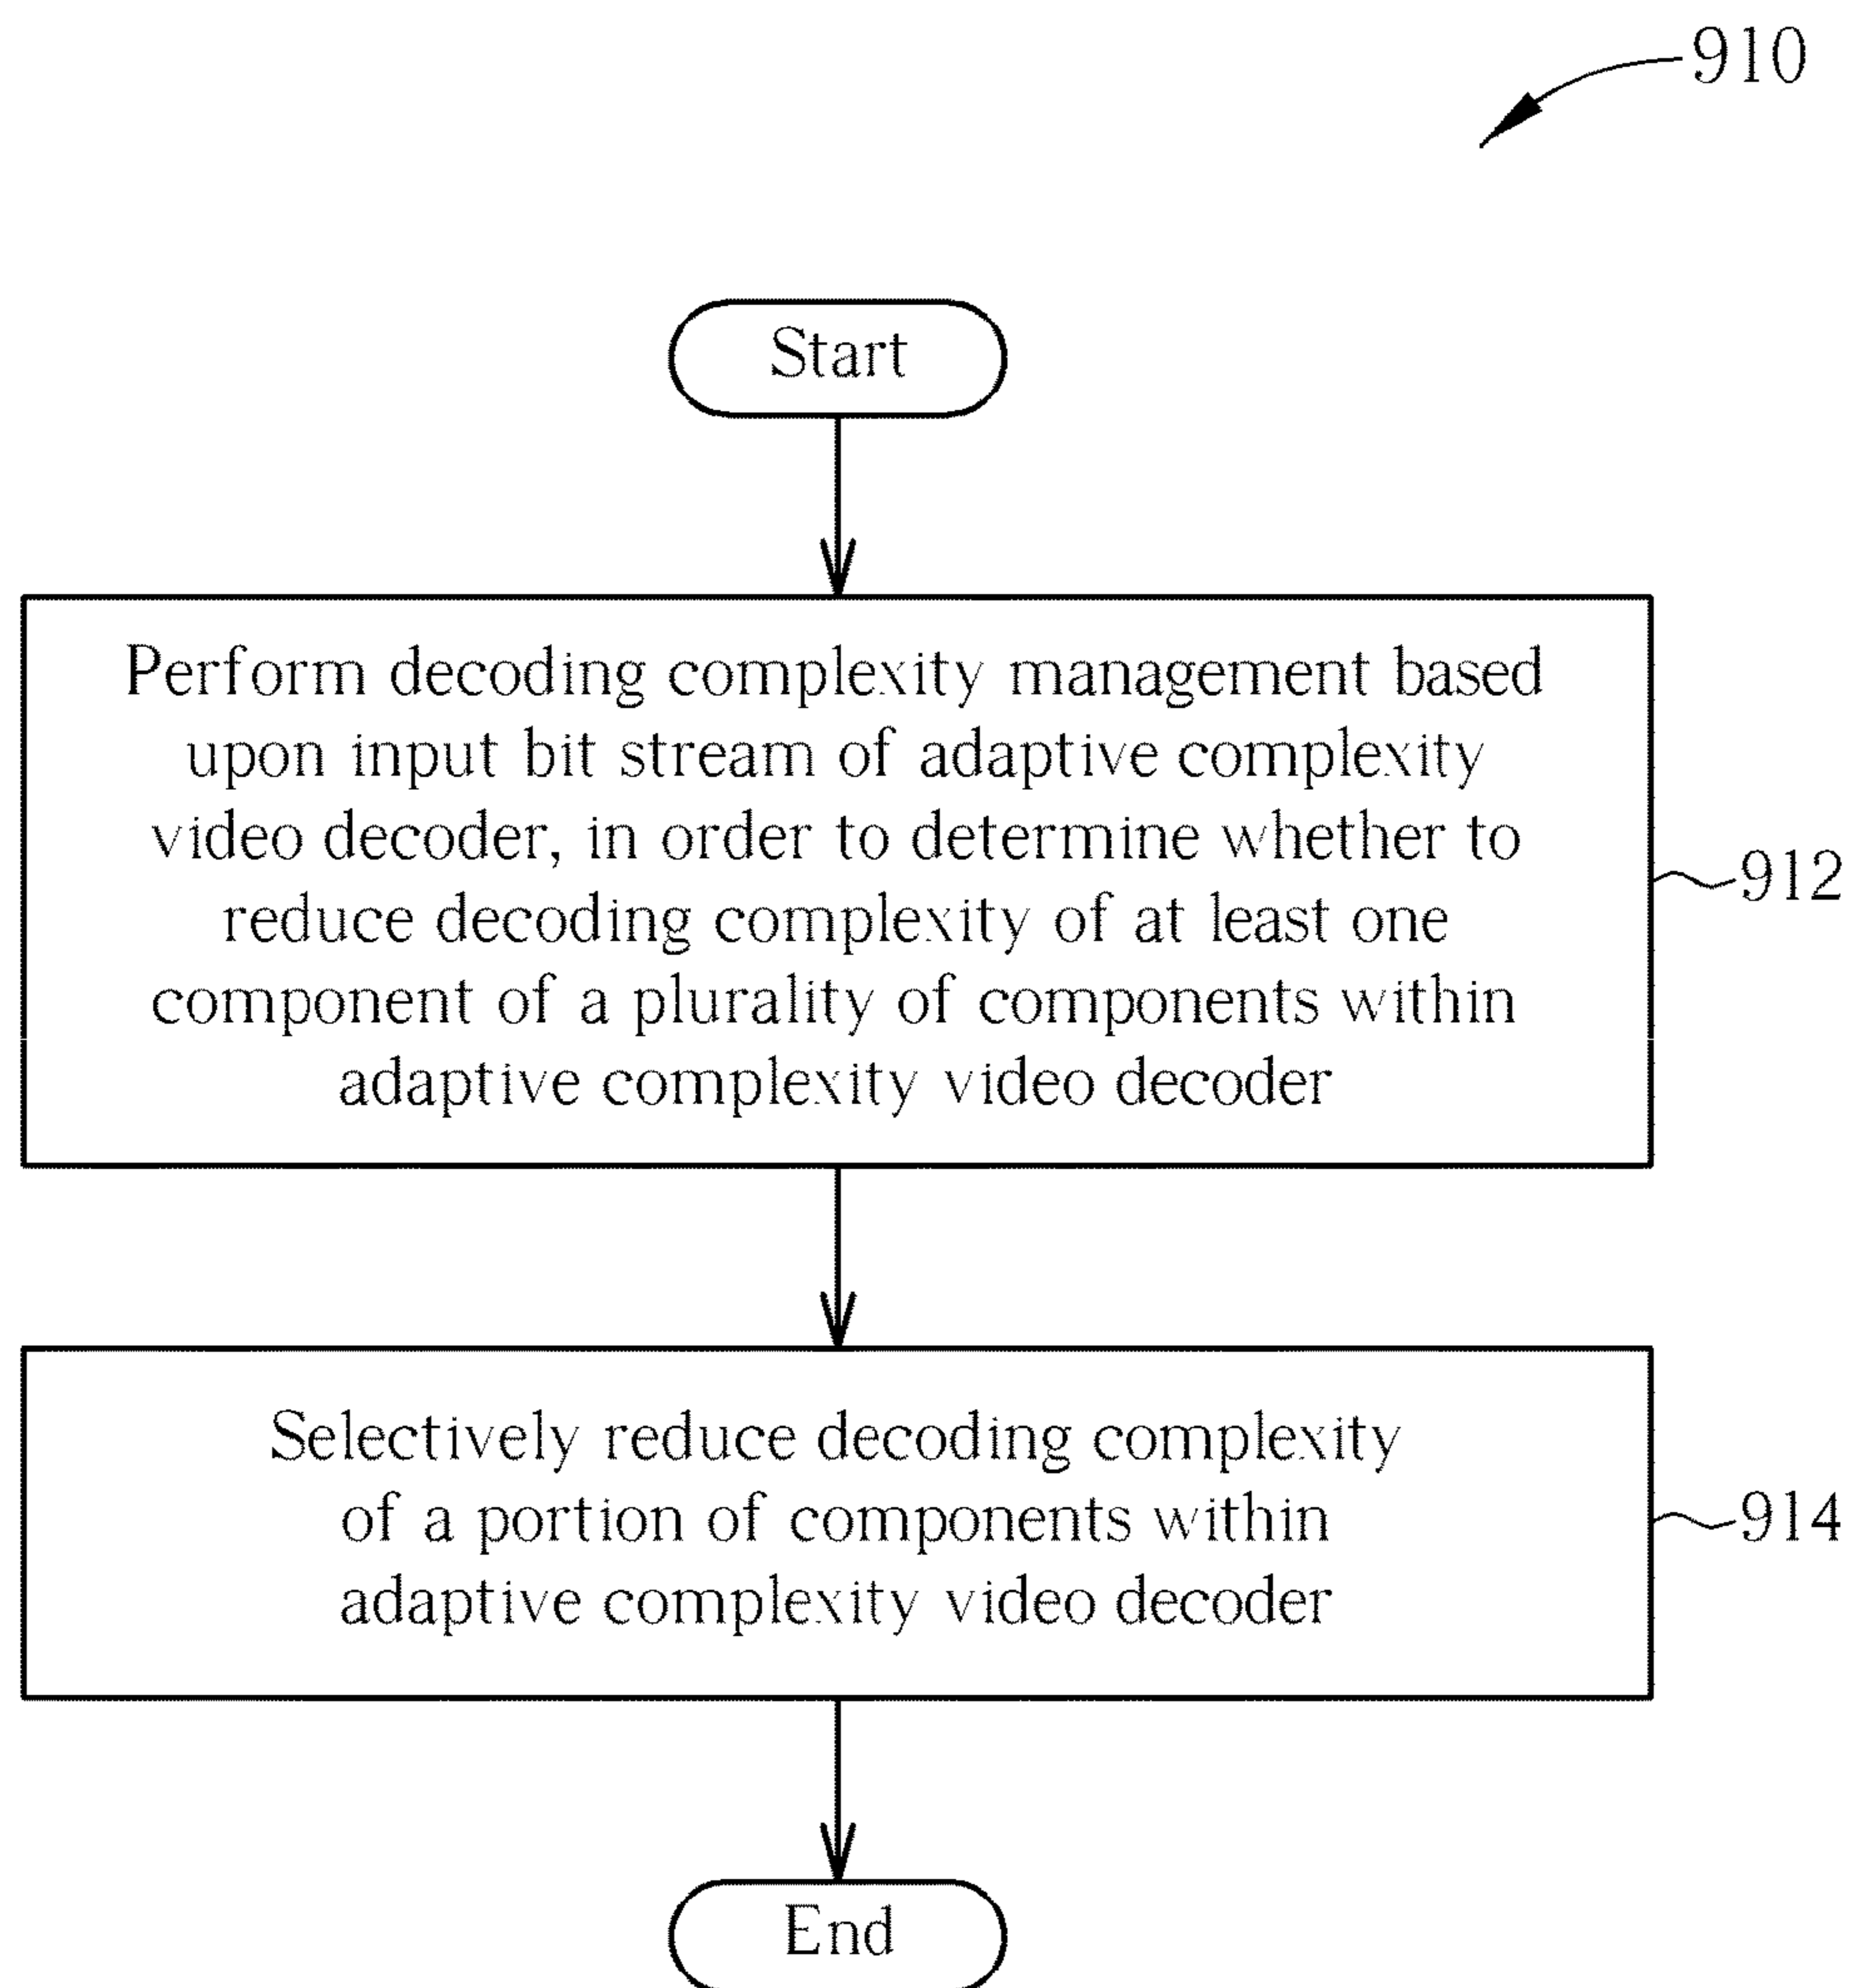 910
Start
Perform decoding complexity management based
upon input bit stream of adaptive complexity
video decoder, in order to determine whether to
reduce decoding complexity of at least one
component of a plurality of components within
adaptive complexity video decoder
912
Selectively reduce decoding complexity
of a portion of components within
adaptive complexity video decoder
914
End